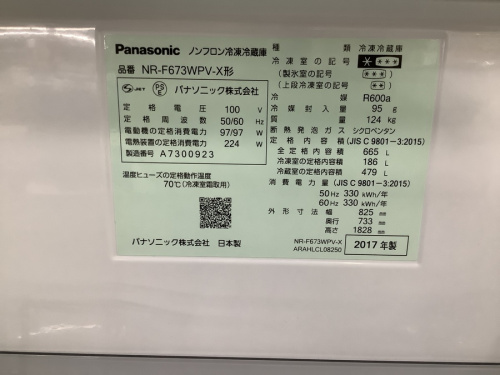 Panasonic ノンフロン冷凍冷蔵庫
品番 NR-F673WPV-X形
JET PSE パナソニック株式会社
定格電圧 100 V
定格周波数 50/60 Hz
電動機の定格消費電力 97/97 W
電熱装置の定格消費電力 224 W
製造番号 A7300923
温度ヒューズの定格動作温度
70℃(冷凍室霜取用)
パナソニック株式会社 日本製
種類 冷凍冷蔵庫
冷凍室の記号 ****
(製氷室の記号) ***
(上段冷凍室の記号) **
冷媒 R600a
冷媒封入量 95 g
質量 124 kg
断熱発泡ガス シクロペンタン
定格内容積 (JIS C 9801-3:2015)
全定格内容積 665 L
冷凍室の定格内容積 186 L
冷蔵室の定格内容積 479 L
消費電力量 (JIS C 9801-3:2015)
50Hz 330 kWh/年
60Hz 330 kWh/年
外形寸法 幅 825 mm
奥行 733 mm
高さ 1828 mm
NR-F673WPV-X
ARAHLCL08250
2017年製